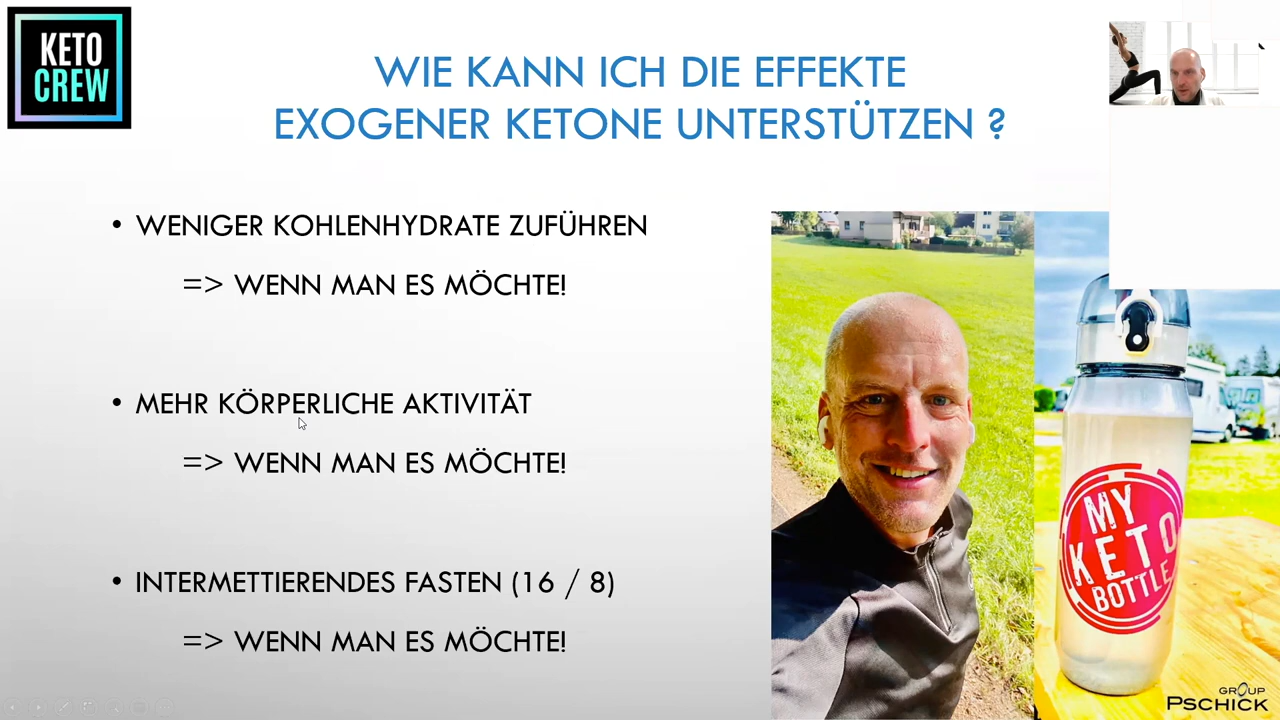 KETO
CREW
WIE KANN ICH DIE EFFEKTE
EXOGENER KETONE UNTERSTÜTZEN ?
• WENIGER KOHLENHYDRATE ZUFÜHREN
=> WENN MAN ES MÖCHTE!
• MEHR KÖRPERLICHE AKTIVITÄT
=> WENN MAN ES MÖCHTE!
• INTERMETTIERENDES FASTEN (16 / 8)
=> WENN MAN ES MÖCHTE!
MY
KETO
BOTTLE
GROUP
PSCHICK